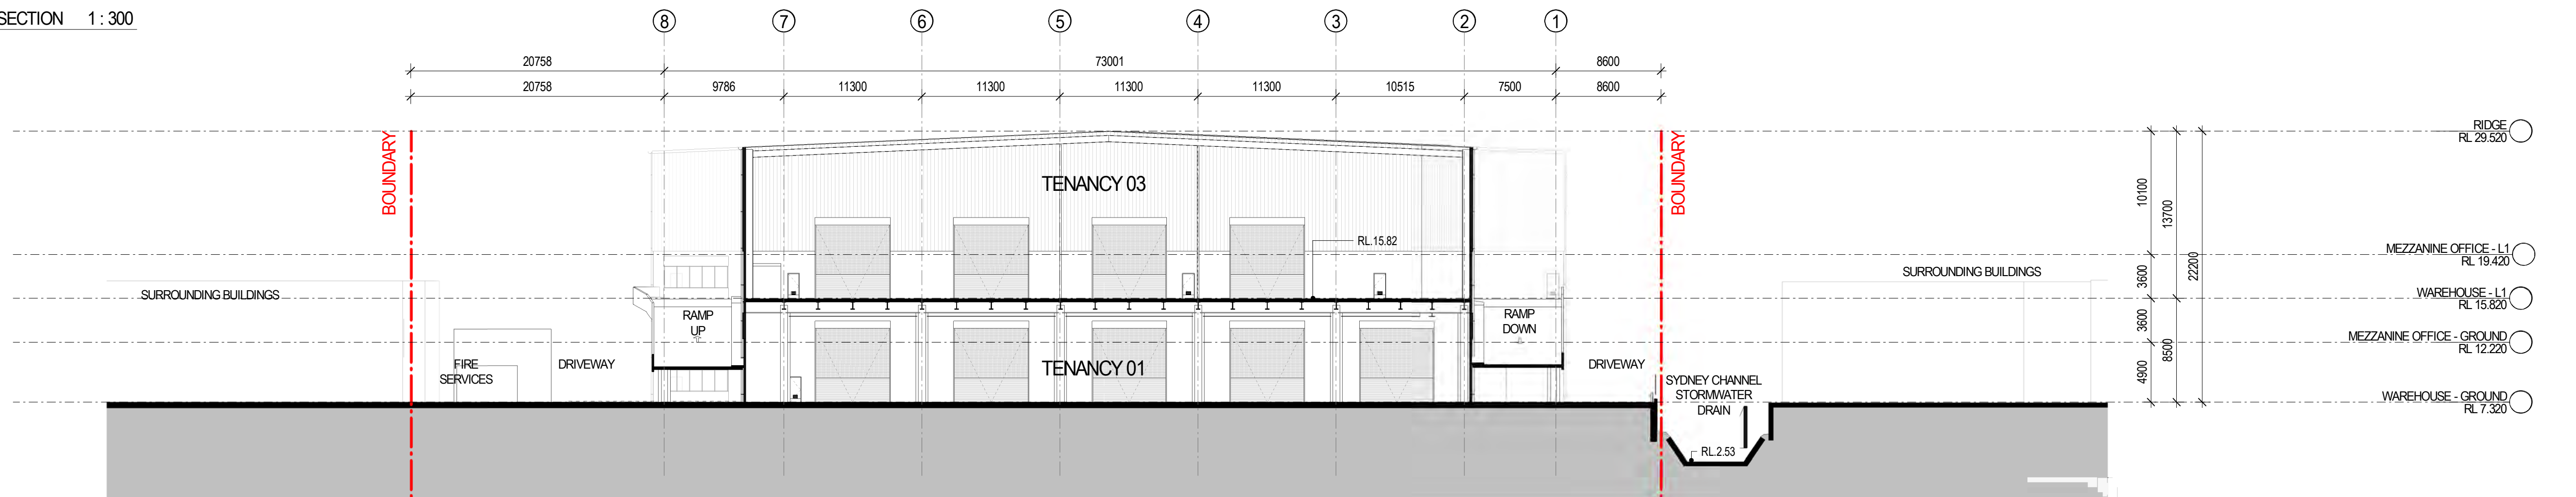 SECTION 1 : 300
8 7 6 5 4 3 2 1
20758 73001 8600
20758 9786 11300 11300 11300 11300 10515 7500 8600
BOUNDARY
BOUNDARY
RIDGE
RL 29.520
TENANCY 03
10100
13700
22200
RL.15.82
MEZZANINE OFFICE - L1
RL 19.420
SURROUNDING BUILDINGS
SURROUNDING BUILDINGS
3600
WAREHOUSE - L1
RL 15.820
RAMP
UP
RAMP
DOWN
3600
8500
MEZZANINE OFFICE - GROUND
RL 12.220
FIRE
SERVICES
DRIVEWAY
TENANCY 01
DRIVEWAY
4900
SYDNEY CHANNEL
STORMWATER
DRAIN
WAREHOUSE - GROUND
RL 7.320
RL.2.53